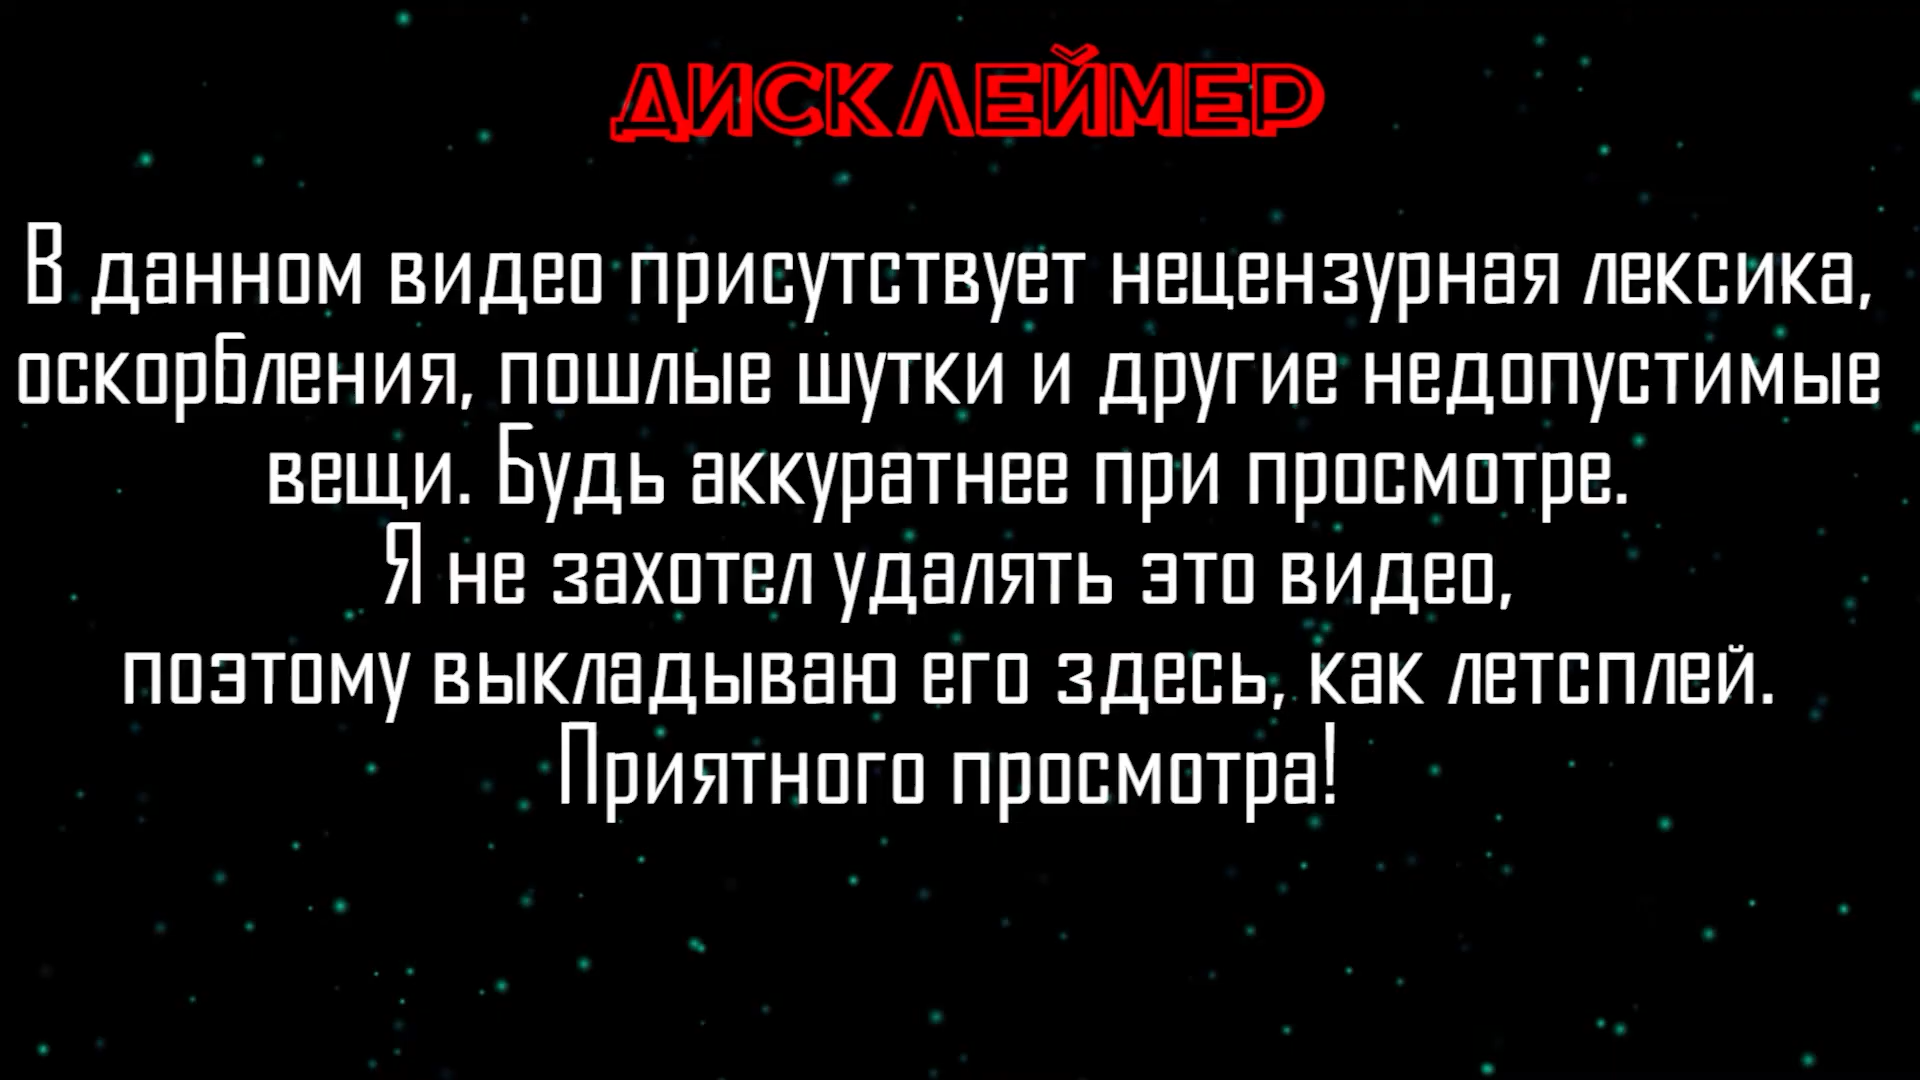 ДИСКЛЕЙМЕР
В данном видео присутствует нецензурная лексика,
оскорбления, пошлые шутки и другие недопустимые
вещи. Будь аккуратнее при просмотре.
Я не захотел удалять это видео,
поэтому выкладываю его здесь, как летсплей.
Приятного просмотра!